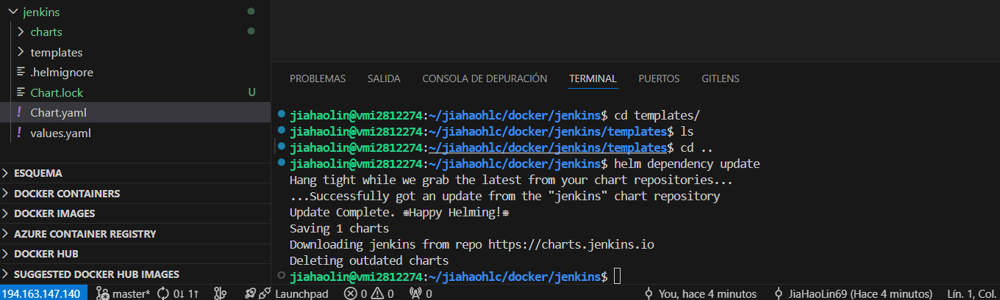 jenkins
charts
templates
.helmignore
Chart.lock U
! Chart.yaml
! values.yaml
ESQUEMA
DOCKER CONTAINERS
DOCKER IMAGES
AZURE CONTAINER REGISTRY
DOCKER HUB
SUGGESTED DOCKER HUB IMAGES
PROBLEMAS SALIDA CONSOLA DE DEPURACIÓN TERMINAL PUERTOS GITLENS
jiahaolin@vmi2812274:~/jiahaohlc/docker/jenkins$ cd templates/
jiahaolin@vmi2812274:~/jiahaohlc/docker/jenkins/templates$ ls
jiahaolin@vmi2812274:~/jiahaohlc/docker/jenkins/templates$ cd ..
jiahaolin@vmi2812274:~/jiahaohlc/docker/jenkins$ helm dependency update
Hang tight while we grab the latest from your chart repositories...
...Successfully got an update from the "jenkins" chart repository
Update Complete. ⎈Happy Helming!⎈
Saving 1 charts
Downloading jenkins from repo https://charts.jenkins.io
Deleting outdated charts
jiahaolin@vmi2812274:~/jiahaohlc/docker/jenkins$
194.163.147.140 master* 0↓ 1↑ Launchpad 0 0 0 You, hace 4 minutos JiaHaoLin69 (Hace 4 minutos) Lín. 1, Col.